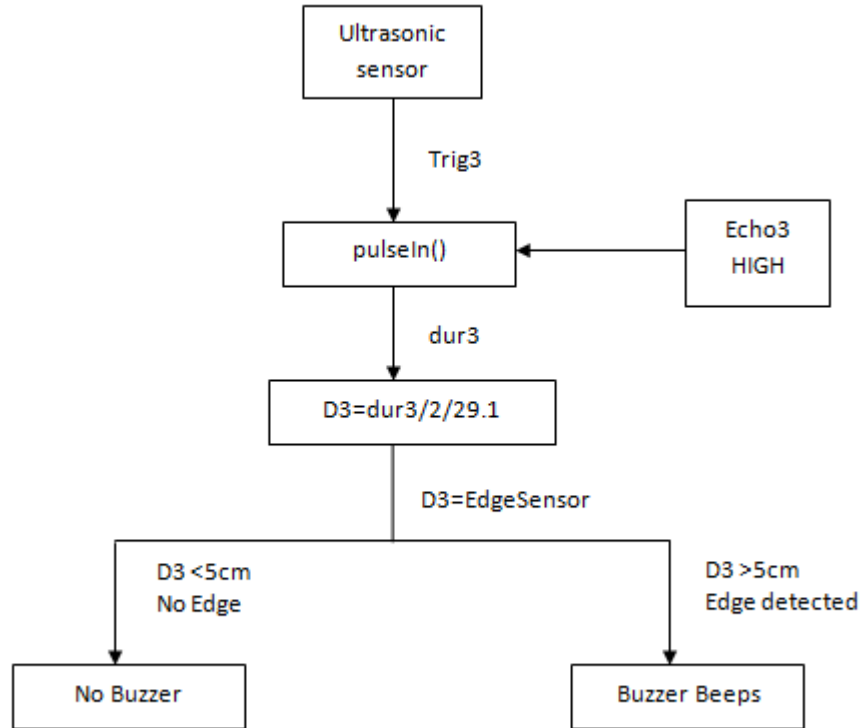 Ultrasonic
sensor
Trig3
pulseIn()
Echo3
HIGH
dur3
D3=dur3/2/29.1
D3=EdgeSensor
D3 <5cm
No Edge
D3 >5cm
Edge detected
No Buzzer
Buzzer Beeps